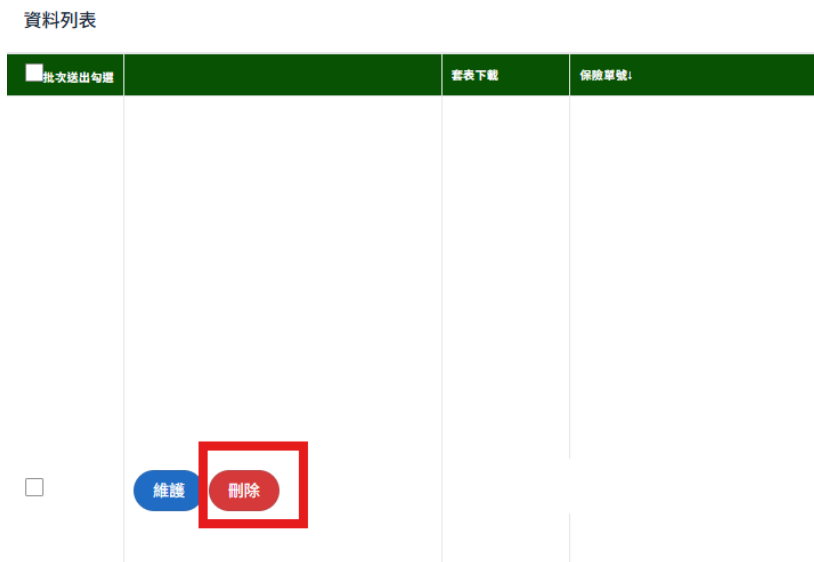 資料列表
批次送出勾選
套表下載
保險單號↓
維護
刪除